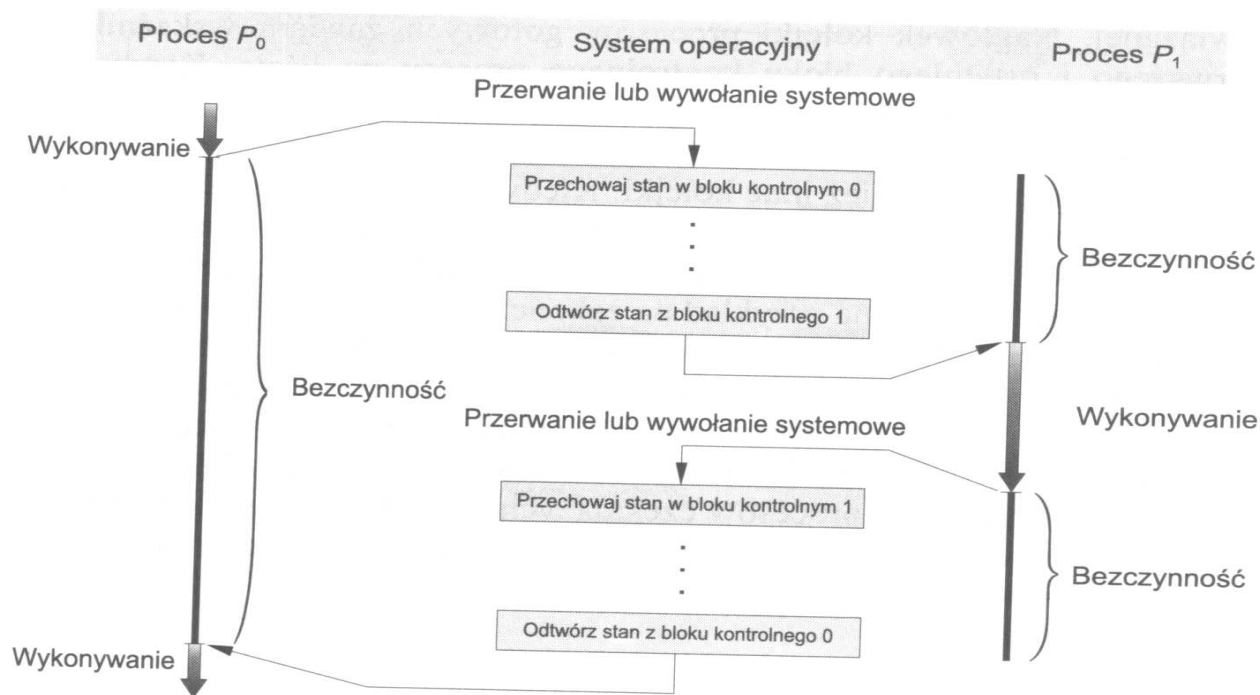 Proces P₀
System operacyjny
Proces P₁
Przerwanie lub wywołanie systemowe
Wykonywanie
Przechowaj stan w bloku kontrolnym 0
Bezczynność
Odtwórz stan z bloku kontrolnego 1
Bezczynność
Przerwanie lub wywołanie systemowe
Wykonywanie
Przechowaj stan w bloku kontrolnym 1
Bezczynność
Odtwórz stan z bloku kontrolnego 0
Wykonywanie